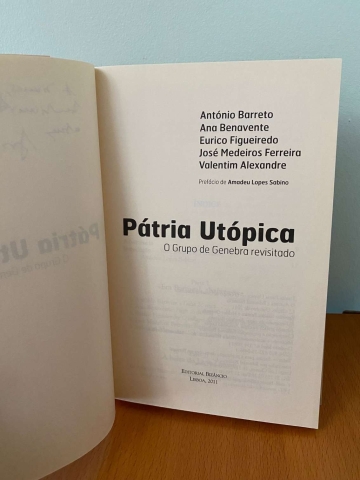 António Barreto
Ana Benavente
Eurico Figueiredo
José Medeiros Ferreira
Valentim Alexandre
Prefácio de Amadeu Lopes Sabino
Pátria Utópica
O Grupo de Genebra revisitado
Editorial Bizâncio
Lisboa, 2011